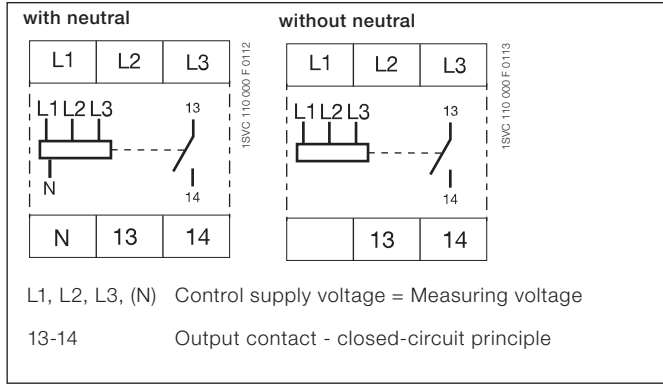 with neutral
L1 L2 L3
L1 L2 L3 13
N
14
N 13 14
1SVC 110 000 F 0112
without neutral
L1 L2 L3
L1 L2 L3 13
14
13 14
1SVC 110 000 F 0113
L1, L2, L3, (N) Control supply voltage = Measuring voltage
13-14 Output contact - closed-circuit principle